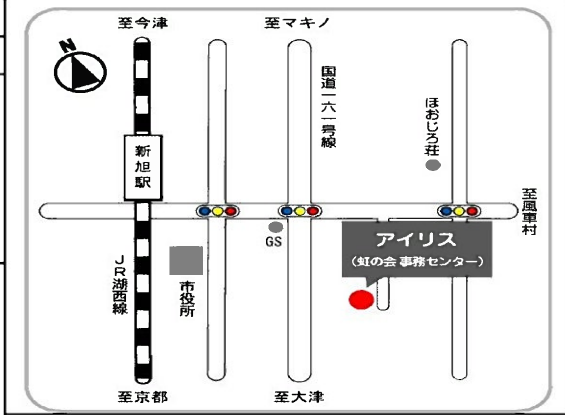 至今津
至マキノ
N
国道一六一号線
ほおじろ荘
新旭駅
至風車村
GS
アイリス
(虹の会 事務センター)
JR湖西線
市役所
至京都
至大津